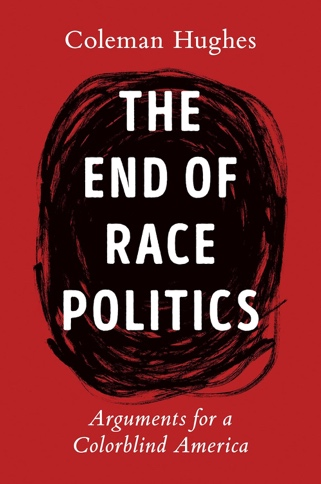 Coleman Hughes
THE
END OF
RACE
POLITICS
Arguments for a
Colorblind America